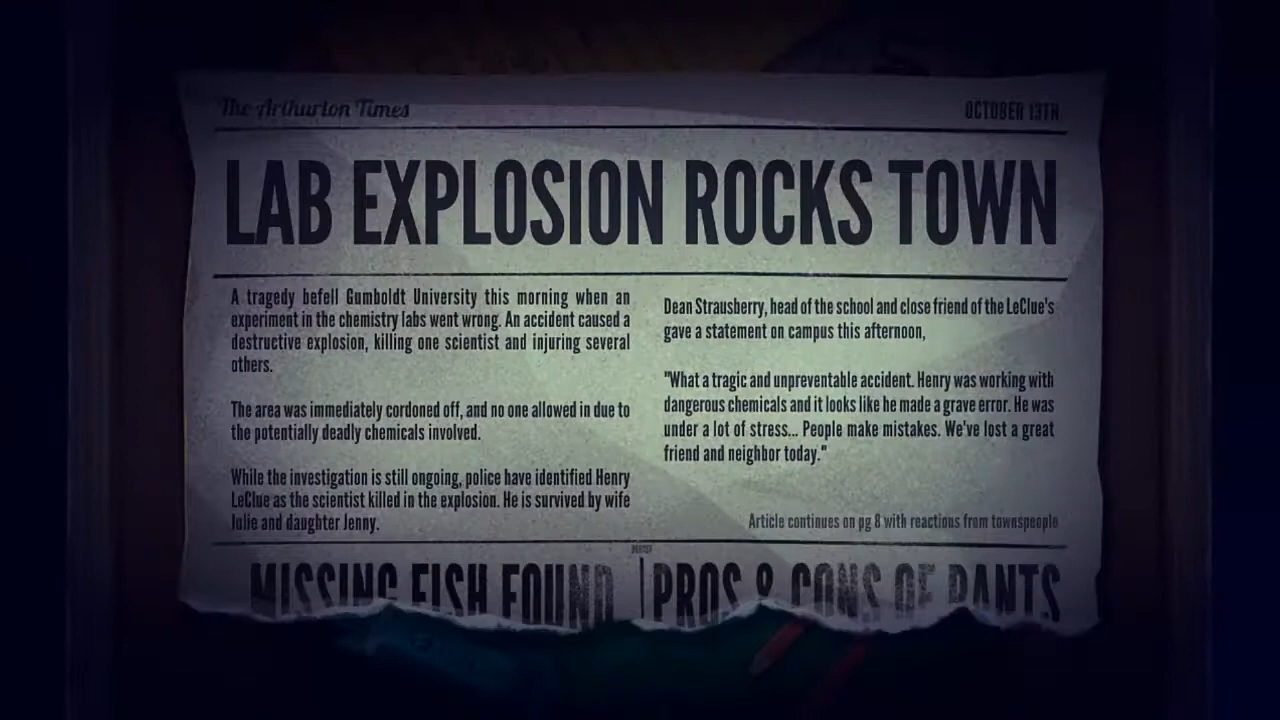 The Arthurton Times
OCTOBER 13TH
LAB EXPLOSION ROCKS TOWN
A tragedy befell Gumboldt University this morning when an
experiment in the chemistry labs went wrong. An accident caused a
destructive explosion, killing one scientist and injuring several
others.
The area was immediately cordoned off, and no one allowed in due to
the potentially deadly chemicals involved.
While the investigation is still ongoing, police have identified Henry
LeClue as the scientist killed in the explosion. He is survived by wife
Julie and daughter Jenny.
Dean Strausberry, head of the school and close friend of the LeClue's
gave a statement on campus this afternoon,
"What a tragic and unpreventable accident. Henry was working with
dangerous chemicals and it looks like he made a grave error. He was
under a lot of stress... People make mistakes. We've lost a great
friend and neighbor today."
Article continues on pg 8 with reactions from townspeople
MISSING FISH FOUND
PROS & CONS OF PANTS